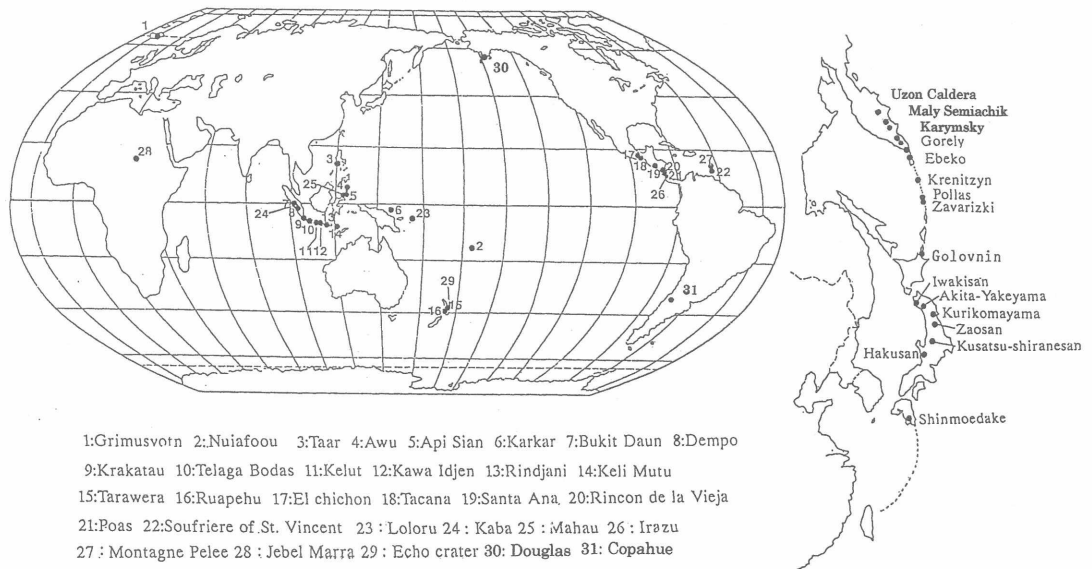 1
30
28
3
25
4
5
7
24
8
9
10
11 12
13
14
6
23
2
29
15
16
17
18
19
20
21
26
27
22
31
Uzon Caldera
Maly Semiachik
Karymsky
Gorely
Ebeko
Krenitzyn
Pollas
Zavarizki
Golovnin
Iwakisan
Akita-Yakeyama
Kurikomayama
Zaosan
Kusatsu-shiranesan
Hakusan
Shinmoedake
1:Grimusvotn 2:Nuiafoou 3:Taar 4:Awu 5:Api Sian 6:Karkar 7:Bukit Daun 8:Dempo
9:Krakatau 10:Telaga Bodas 11:Kelut 12:Kawa Idjen 13:Rindjani 14:Keli Mutu
15:Tarawera 16:Ruapehu 17:El chichon 18:Tacana 19:Santa Ana 20:Rincon de la Vieja
21:Poas 22:Soufriere of St. Vincent 23 : Loloru 24 : Kaba 25 : Mahau 26 : Irazu
27 : Montagne Pelee 28 : Jebel Marra 29 : Echo crater 30: Douglas 31: Copahue